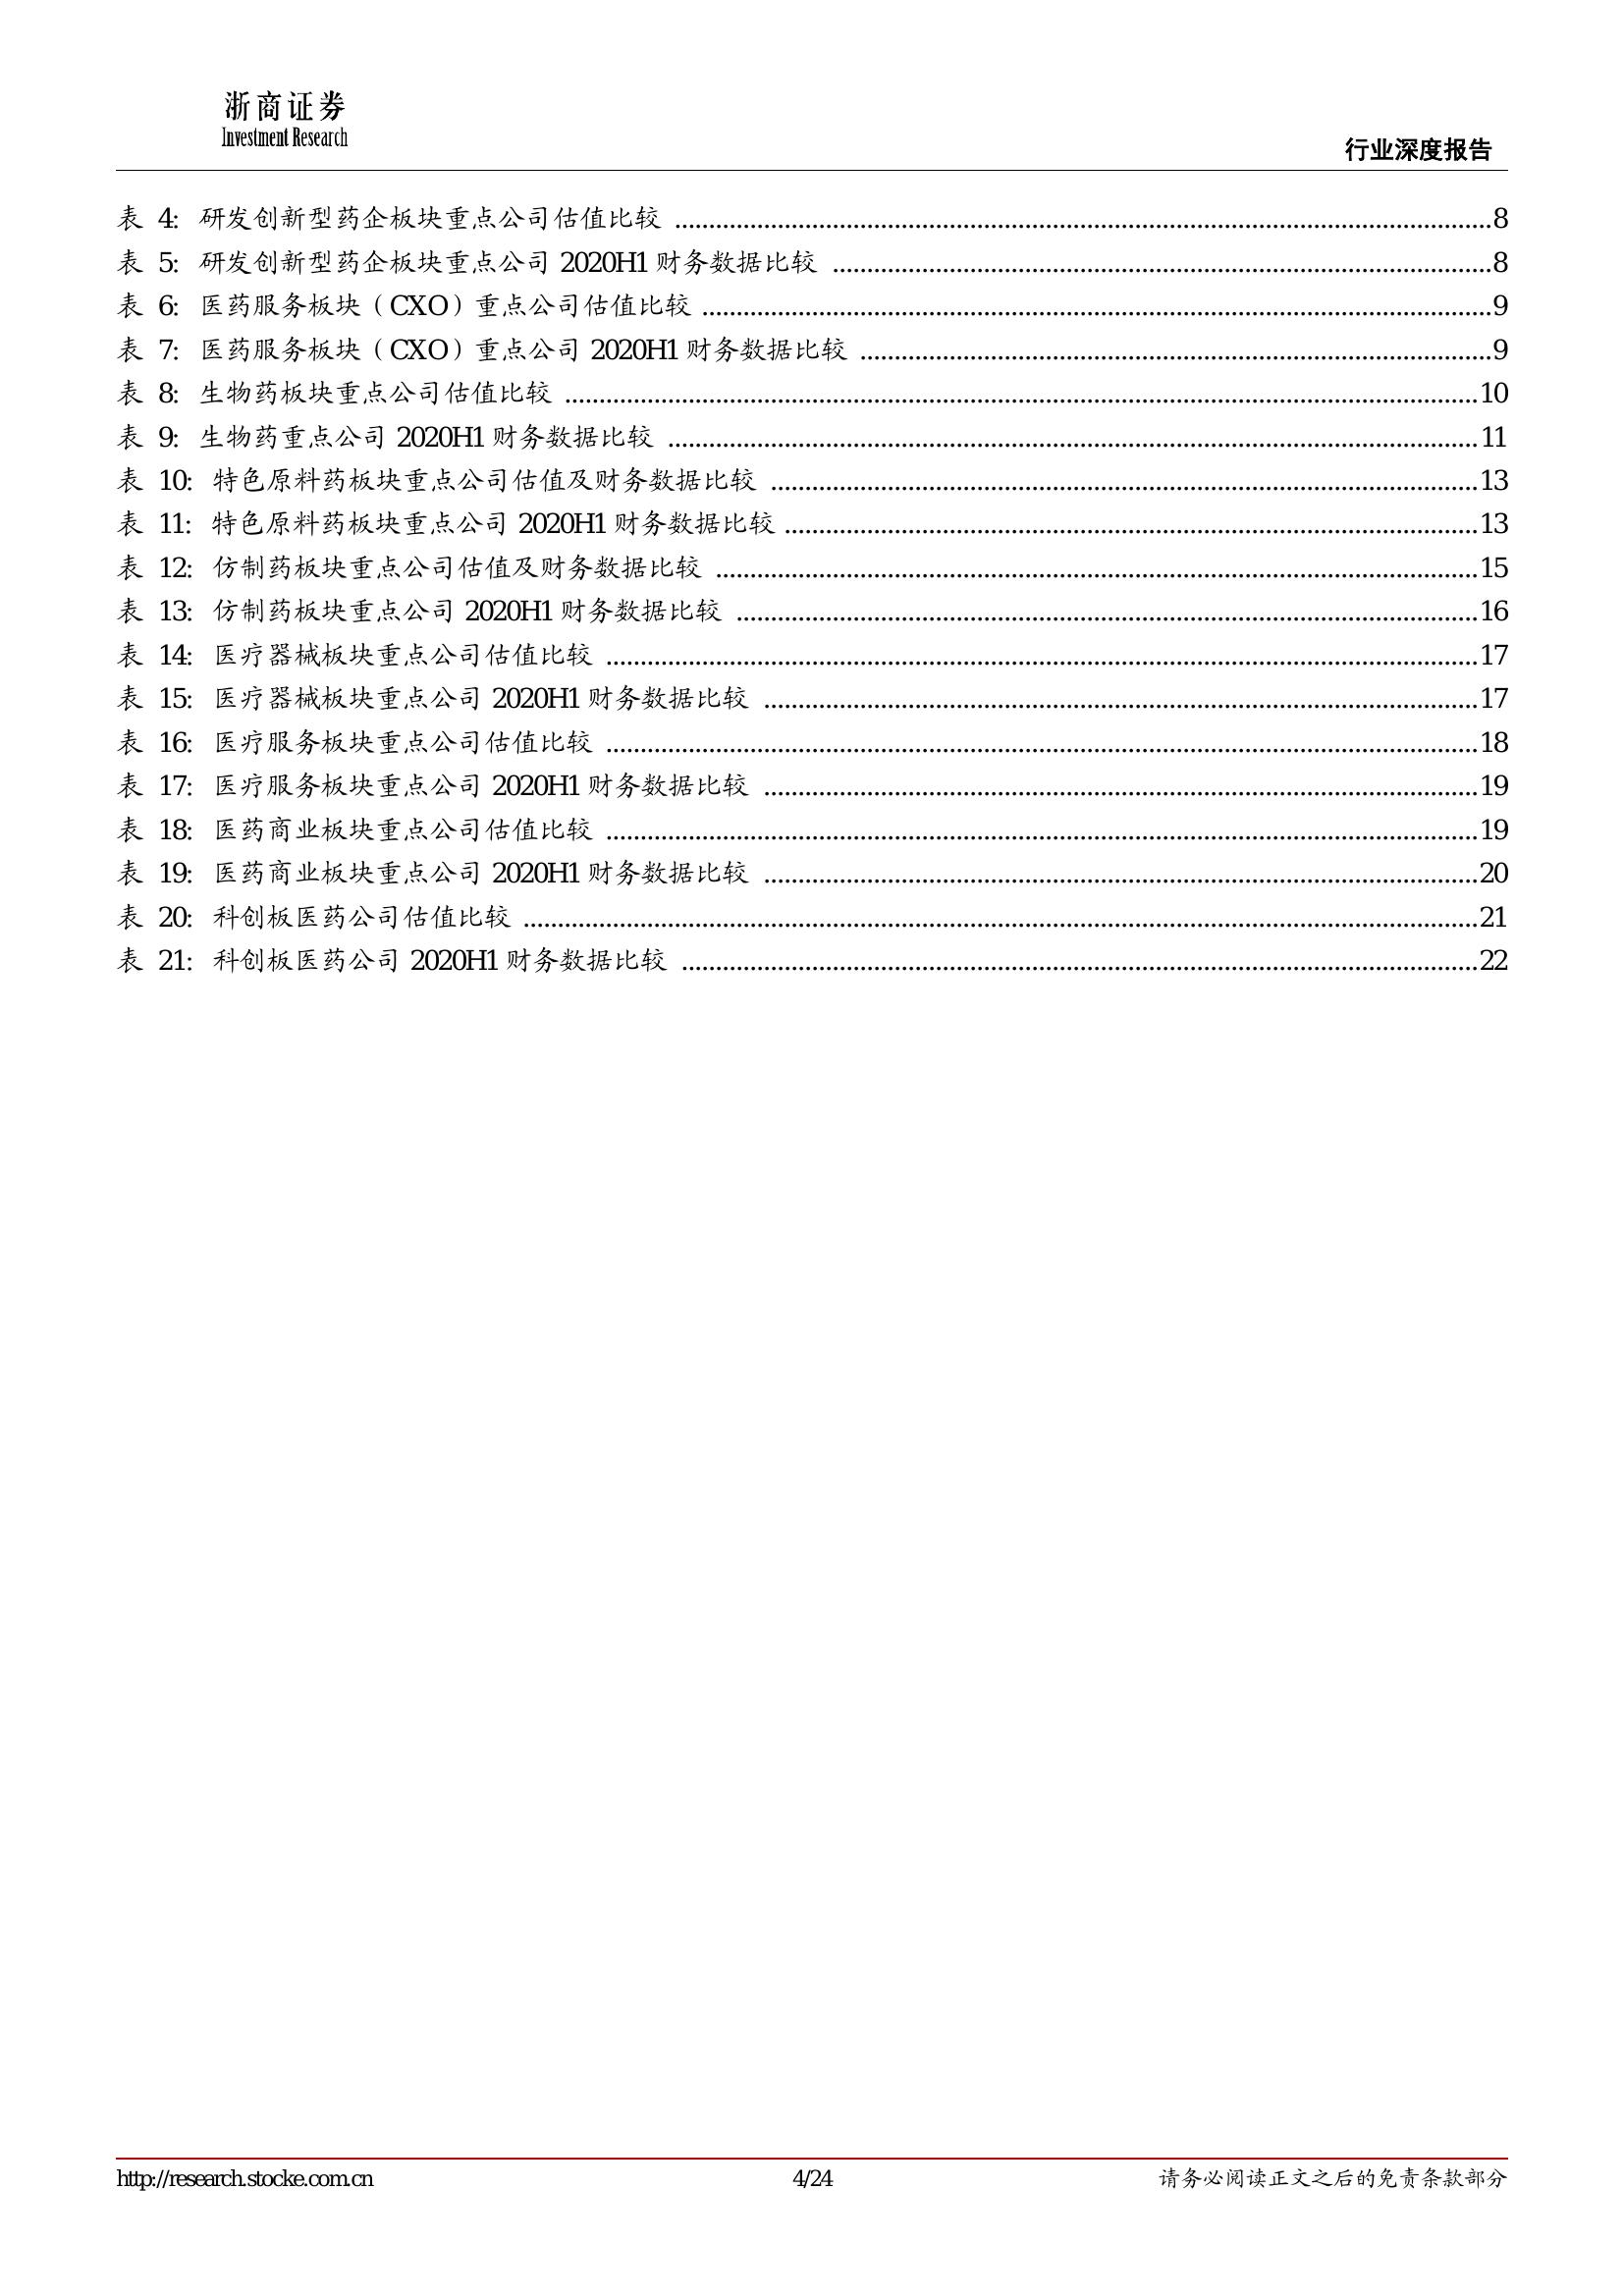 浙商证券
Investment Research
行业深度报告
表 4: 研发创新型药企板块重点公司估值比较 ........ 8
表 5: 研发创新型药企板块重点公司 2020H1 财务数据比较 ........ 8
表 6: 医药服务板块（CXO）重点公司估值比较 ........ 9
表 7: 医药服务板块（CXO）重点公司 2020H1 财务数据比较 ........ 9
表 8: 生物药板块重点公司估值比较 ........ 10
表 9: 生物药重点公司 2020H1 财务数据比较 ........ 11
表 10: 特色原料药板块重点公司估值及财务数据比较 ........ 13
表 11: 特色原料药板块重点公司 2020H1 财务数据比较 ........ 13
表 12: 仿制药板块重点公司估值及财务数据比较 ........ 15
表 13: 仿制药板块重点公司 2020H1 财务数据比较 ........ 16
表 14: 医疗器械板块重点公司估值比较 ........ 17
表 15: 医疗器械板块重点公司 2020H1 财务数据比较 ........ 17
表 16: 医疗服务板块重点公司估值比较 ........ 18
表 17: 医疗服务板块重点公司 2020H1 财务数据比较 ........ 19
表 18: 医药商业板块重点公司估值比较 ........ 19
表 19: 医药商业板块重点公司 2020H1 财务数据比较 ........ 20
表 20: 科创板医药公司估值比较 ........ 21
表 21: 科创板医药公司 2020H1 财务数据比较 ........ 22
http://research.stocke.com.cn 4/24 请务必阅读正文之后的免责条款部分